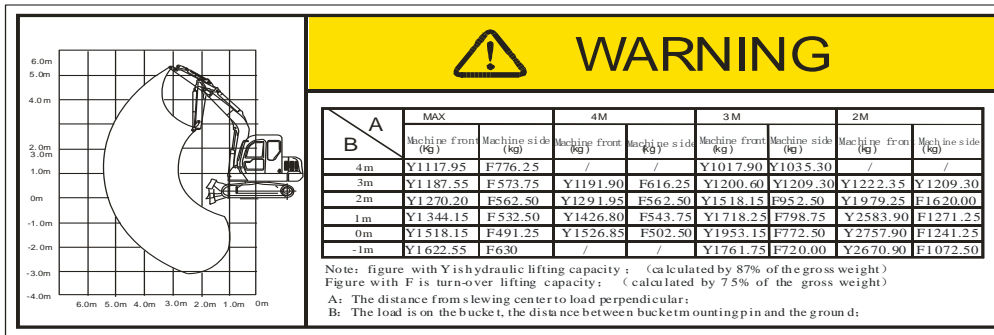 WARNING
6.0m
5.0m
4.0m
2.0m
3.0m
1.0m
0m
-1.0m
-2.0m
-3.0m
-4.0m
6.0m 5.0m 4.0m 3.0m 2.0m 1.0m 0m
A MAX 4M 3M 2M
B Machine front (kg) Machine side (kg) Machine front (kg) Machine side (kg) Machine front (kg) Machine side (kg) Machine front (kg) Machine side (kg)
4m Y1117.95 F776.25 / / Y1017.90 Y1035.30 / /
3m Y1187.55 F573.75 Y1191.90 F616.25 Y1200.60 Y1209.30 Y1222.35 Y1209.30
2m Y1270.20 F562.50 Y1291.95 F562.50 Y1518.15 F952.50 Y1979.25 F1620.00
1m Y1344.15 F532.50 Y1426.80 F543.75 Y1718.25 F798.75 Y2583.90 F1271.25
0m Y1518.15 F491.25 Y1526.85 F502.50 Y1953.15 F772.50 Y2757.90 F1241.25
-1m Y1622.55 F630 / / Y1761.75 F720.00 Y2670.90 F1072.50
Note: figure with Y is hydraulic lifting capacity ; (calculated by 87% of the gross weight)
Figure with F is turn-over lifting capacity; (calculated by 75% of the gross weight)
A: The distance from slewing center to load perpendicular;
B: The load is on the bucket, the distance between bucket mounting pin and the ground;